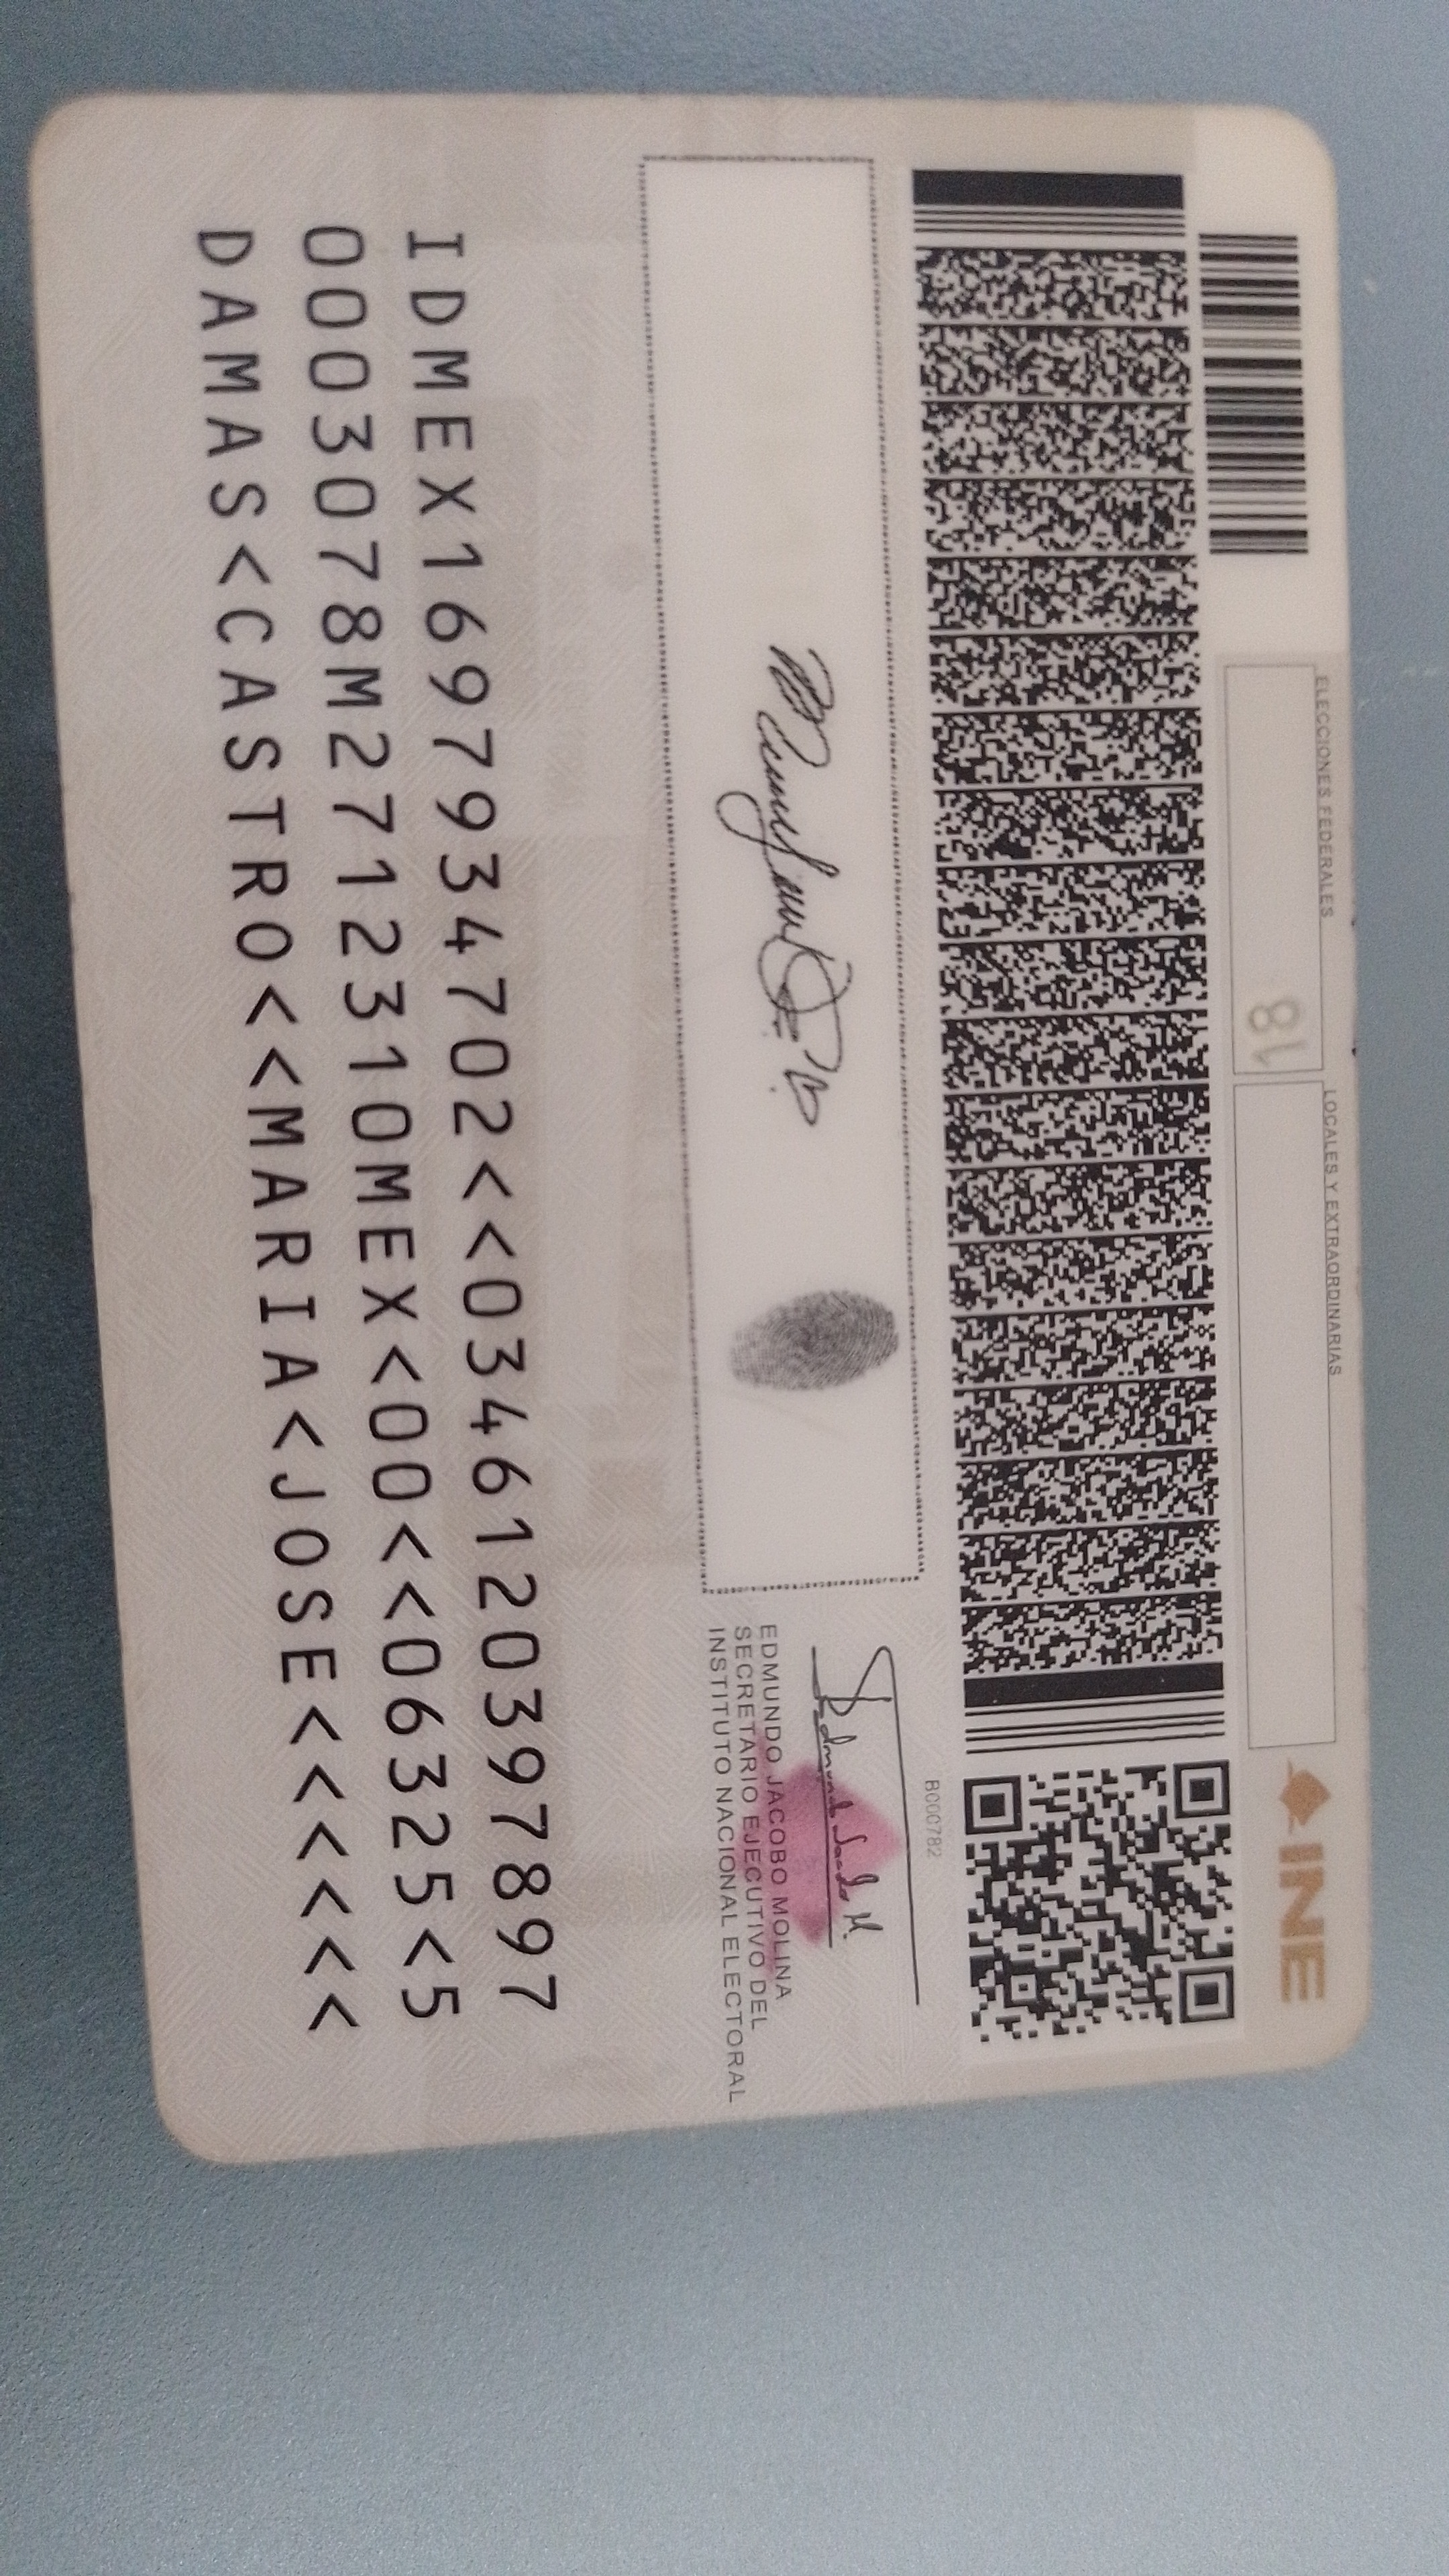 ELECCIONES FEDERALES
18
LOCALES Y EXTRAORDINARIAS
INE
EDMUNDO JACOBO MOLINA
SECRETARIO EJECUTIVO DEL
INSTITUTO NACIONAL ELECTORAL
IDMEX1697934702<<0346120397897
0003078M2712310MEX<00<<06325<5
DAMAS<CASTRO<<MARIA<JOSE<<<<<<